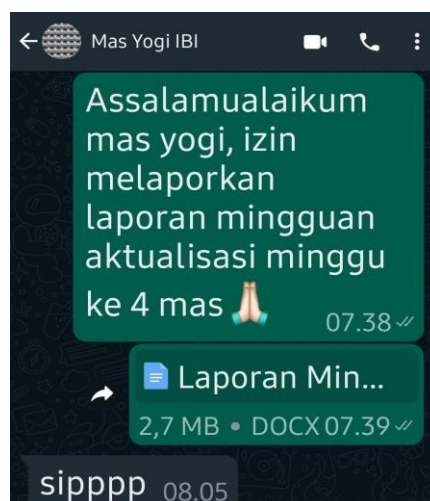 Mas Yogi IBI
Assalamualaikum
mas yogi, izin
melaporkan
laporan mingguan
aktualisasi minggu
ke 4 mas 🙏🏻
07.38
Laporan Min...
2,7 MB • DOCX 07.39
sipppp 08.05